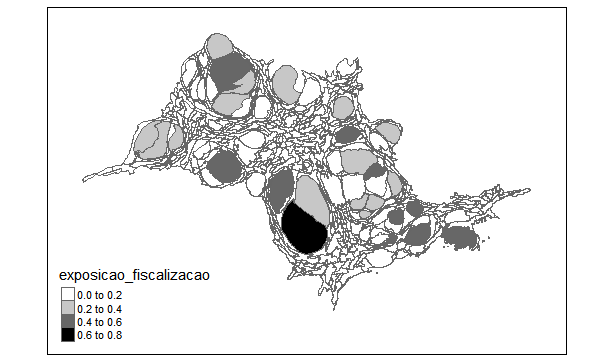 exposicao_fiscalizacao
0.0 to 0.2
0.2 to 0.4
0.4 to 0.6
0.6 to 0.8